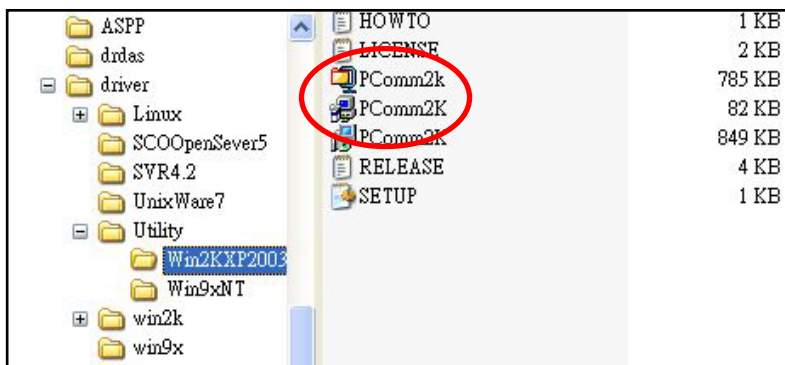 ASPP
drdas
driver
Linux
SCOOpenSever5
SVR4.2
UnixWare7
Utility
Win2KXP2003
Win9xNT
win2k
win9x
HOWTO 1 KB
LICENSE 2 KB
PComm2k 785 KB
PComm2K 82 KB
PComm2K 849 KB
RELEASE 4 KB
SETUP 1 KB